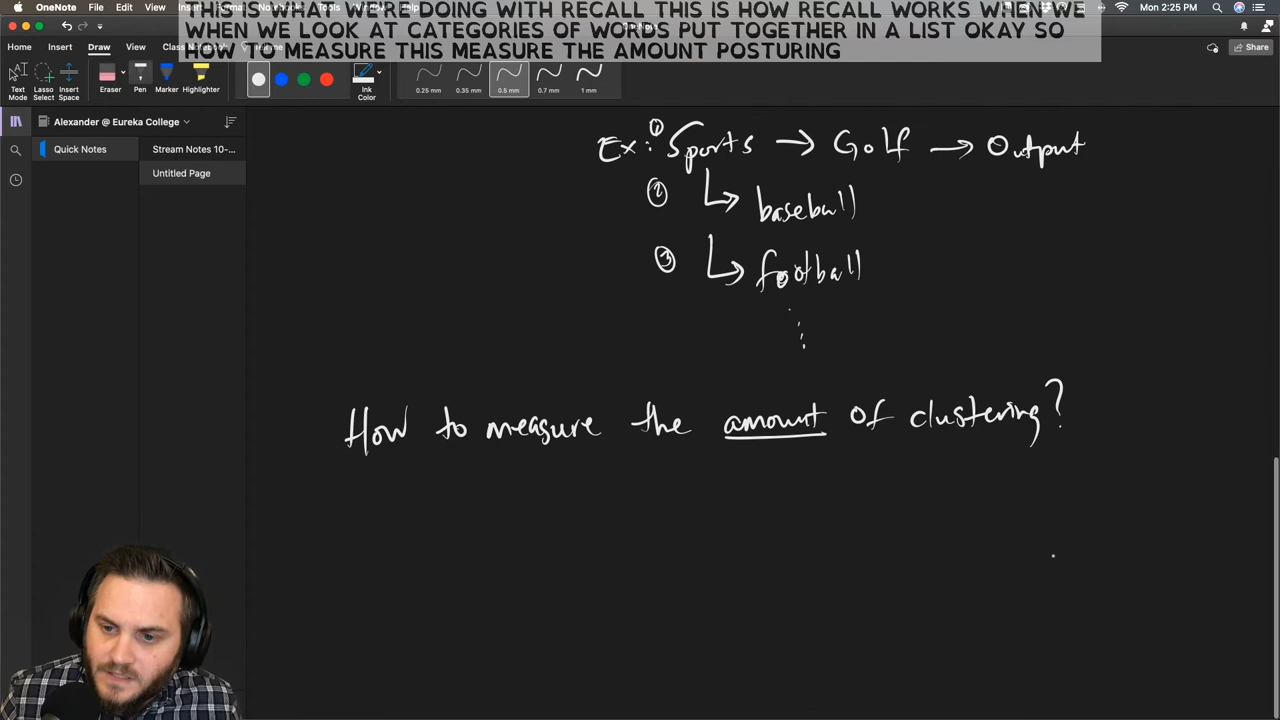 OneNote File Edit View Mon 2:25 PM
THIS IS WHAT WE'RE DOING WITH RECALL THIS IS HOW RECALL WORKS WHEN WE
WHEN WE LOOK AT CATEGORIES OF WORDS PUT TOGETHER IN A LIST OKAY SO
HOW TO MEASURE THIS MEASURE THE AMOUNT POSTURING
Home Insert Draw View Share
Text Mode
Lasso Select
Insert Space
Eraser
Pen
Marker
Highlighter
Ink Color
0.25 mm
0.35 mm
0.5 mm
0.7 mm
1 mm
Alexander @ Eureka College
Quick Notes
Stream Notes 10-...
Untitled Page
Ex: ① Sports → Golf → Output
② baseball
③ football
How to measure the amount of clustering?